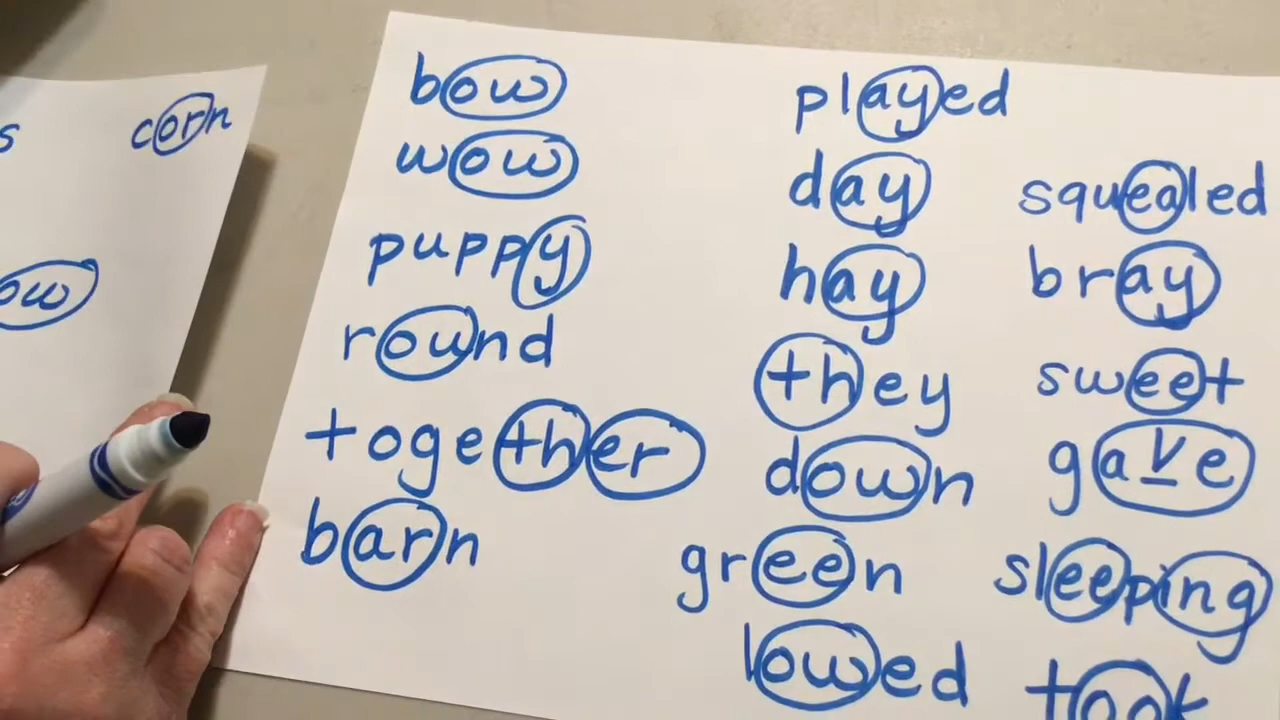 corn
bow
wow
puppy
round
together
barn
played
day
hay
they
down
green
lowed
squealed
bray
sweet
gave
sleeping
took